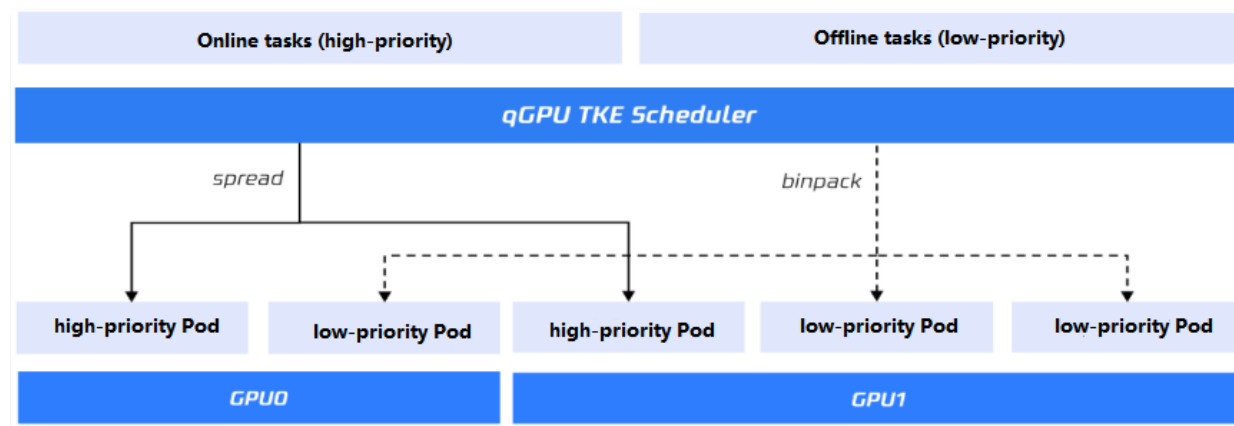 Online tasks (high-priority)
Offline tasks (low-priority)
qGPU TKE Scheduler
spread
binpack
high-priority Pod
low-priority Pod
high-priority Pod
low-priority Pod
low-priority Pod
GPU0
GPU1